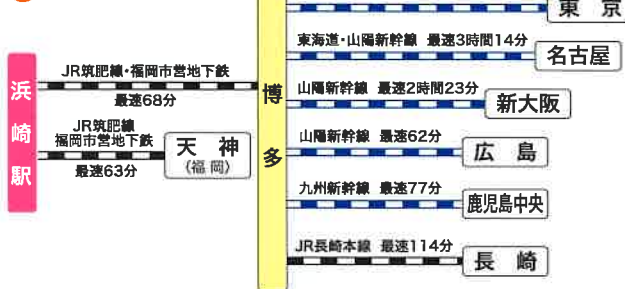 東 京
東海道・山陽新幹線 最速3時間14分
名古屋
JR筑肥線・福岡市営地下鉄
最速68分
浜崎駅
博多
山陽新幹線 最速2時間23分
新大阪
JR筑肥線
福岡市営地下鉄
最速63分
天 神
(福 岡)
山陽新幹線 最速62分
広 島
九州新幹線 最速77分
鹿児島中央
JR長崎本線 最速114分
長 崎